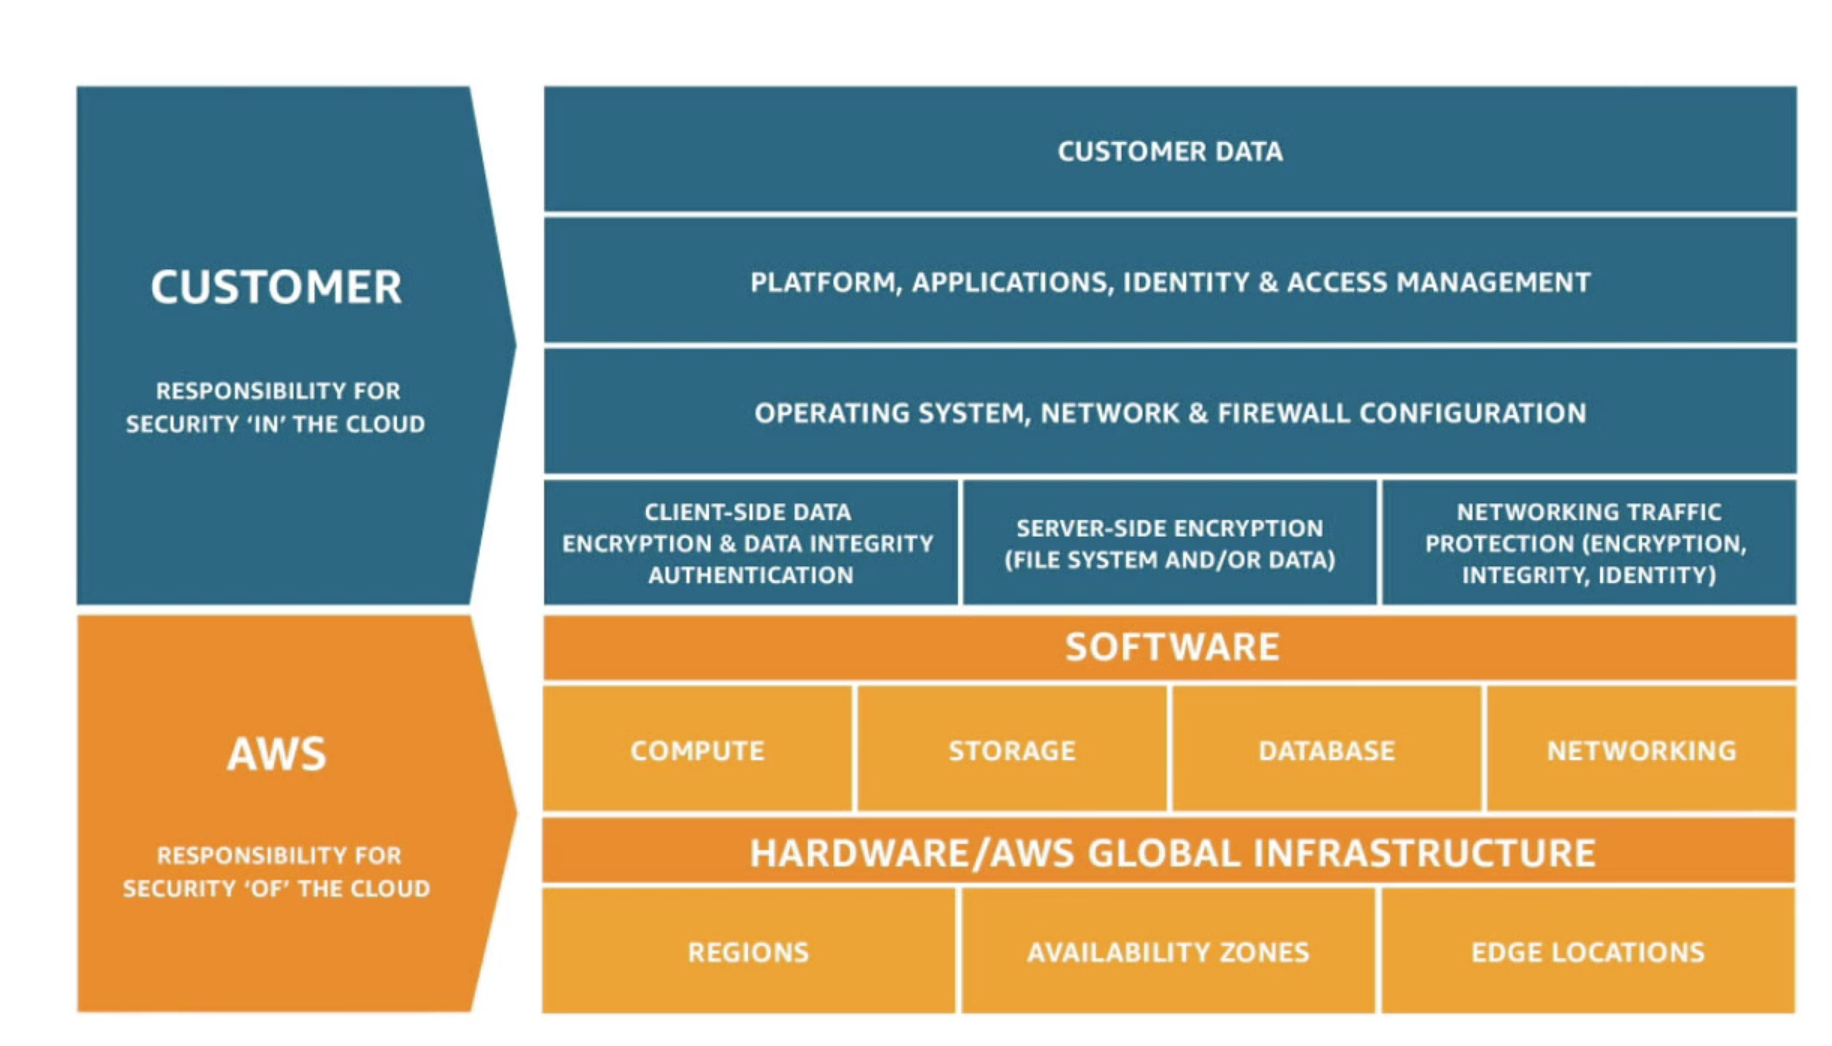 CUSTOMER
RESPONSIBILITY FOR
SECURITY ‘IN’ THE CLOUD
CUSTOMER DATA
PLATFORM, APPLICATIONS, IDENTITY & ACCESS MANAGEMENT
OPERATING SYSTEM, NETWORK & FIREWALL CONFIGURATION
CLIENT-SIDE DATA
ENCRYPTION & DATA INTEGRITY
AUTHENTICATION
SERVER-SIDE ENCRYPTION
(FILE SYSTEM AND/OR DATA)
NETWORKING TRAFFIC
PROTECTION (ENCRYPTION,
INTEGRITY, IDENTITY)
AWS
RESPONSIBILITY FOR
SECURITY ‘OF’ THE CLOUD
SOFTWARE
COMPUTE
STORAGE
DATABASE
NETWORKING
HARDWARE/AWS GLOBAL INFRASTRUCTURE
REGIONS
AVAILABILITY ZONES
EDGE LOCATIONS